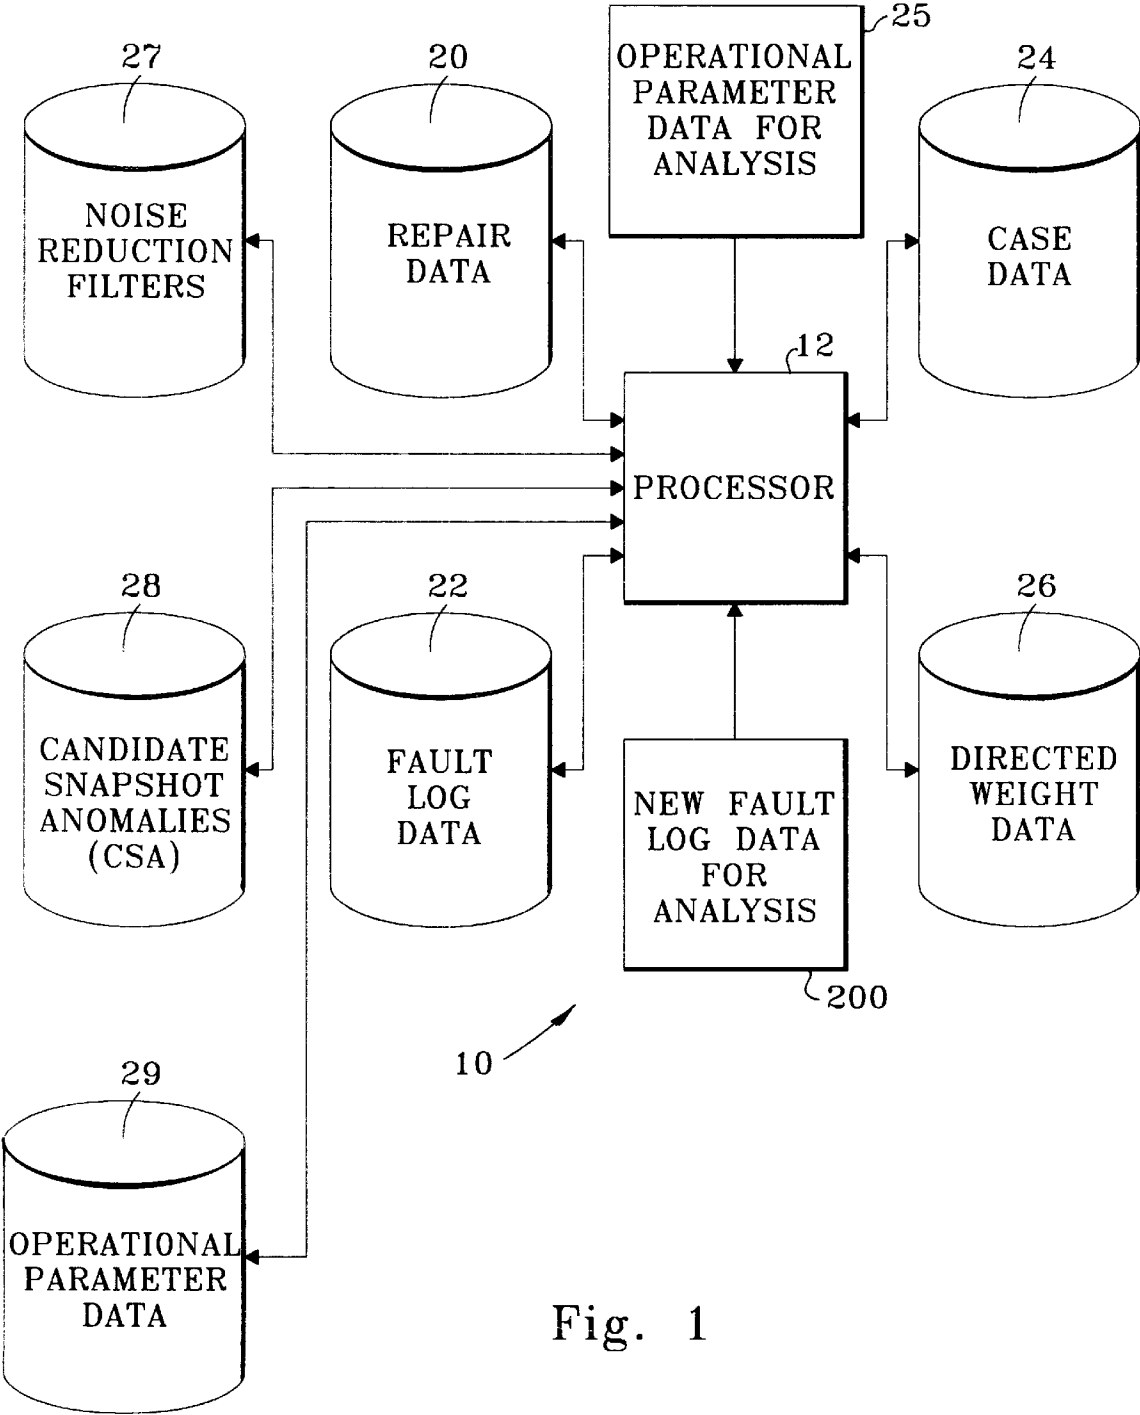 25
27
20
24
OPERATIONAL
PARAMETER
DATA FOR
ANALYSIS
NOISE
REDUCTION
FILTERS
REPAIR
DATA
CASE
DATA
12
PROCESSOR
28
22
26
CANDIDATE
SNAPSHOT
ANOMALIES
(CSA)
FAULT
LOG
DATA
NEW FAULT
LOG DATA
FOR
ANALYSIS
DIRECTED
WEIGHT
DATA
200
10
29
OPERATIONAL
PARAMETER
DATA
Fig. 1